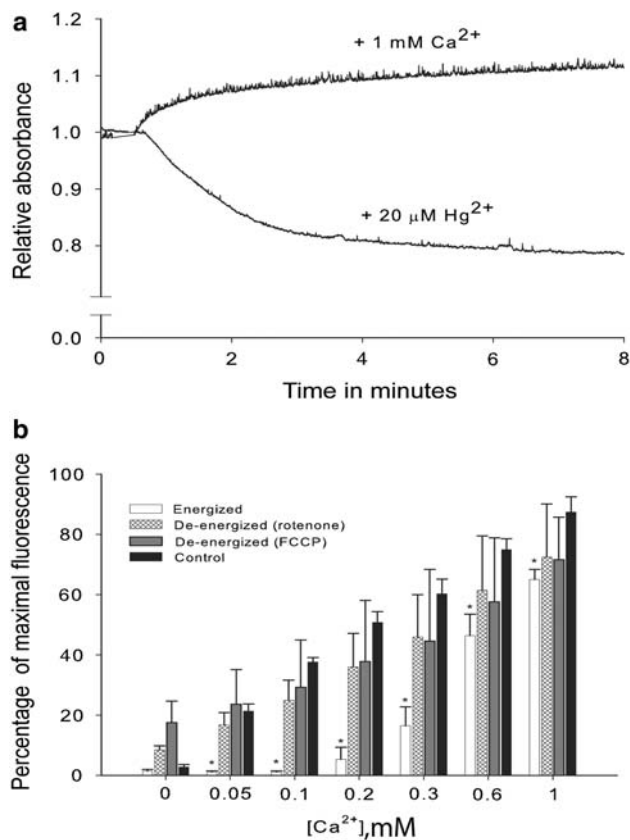 a
+ 1 mM Ca2+
+ 20 µM Hg2+
Relative absorbance
1.2
1.1
1.0
0.9
0.8
0.0
0 2 4 6 8
Time in minutes
b
Percentage of maximal fluorescence
100
80
60
40
20
0
Energized
De-energized (rotenone)
De-energized (FCCP)
Control
* * * * * *
0 0.05 0.1 0.2 0.3 0.6 1
[Ca2+],mM